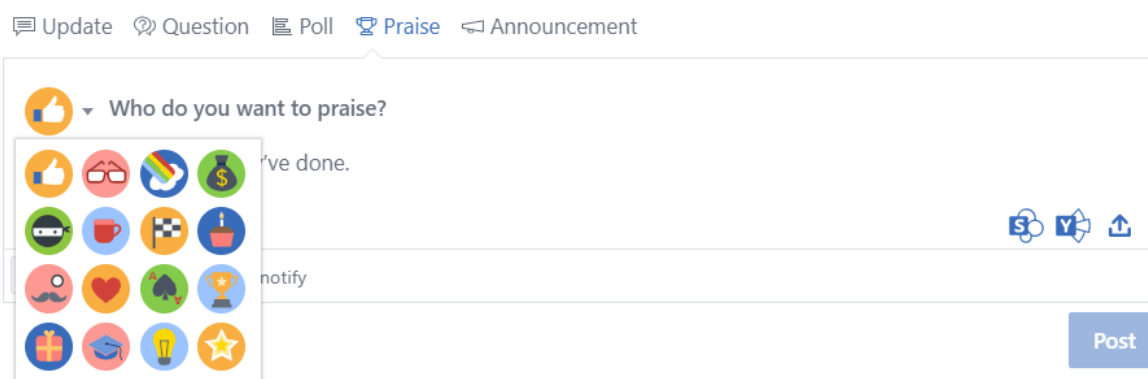 Update Question Poll Praise Announcement
Who do you want to praise?
've done.
$
S Y
A A
notify
Post